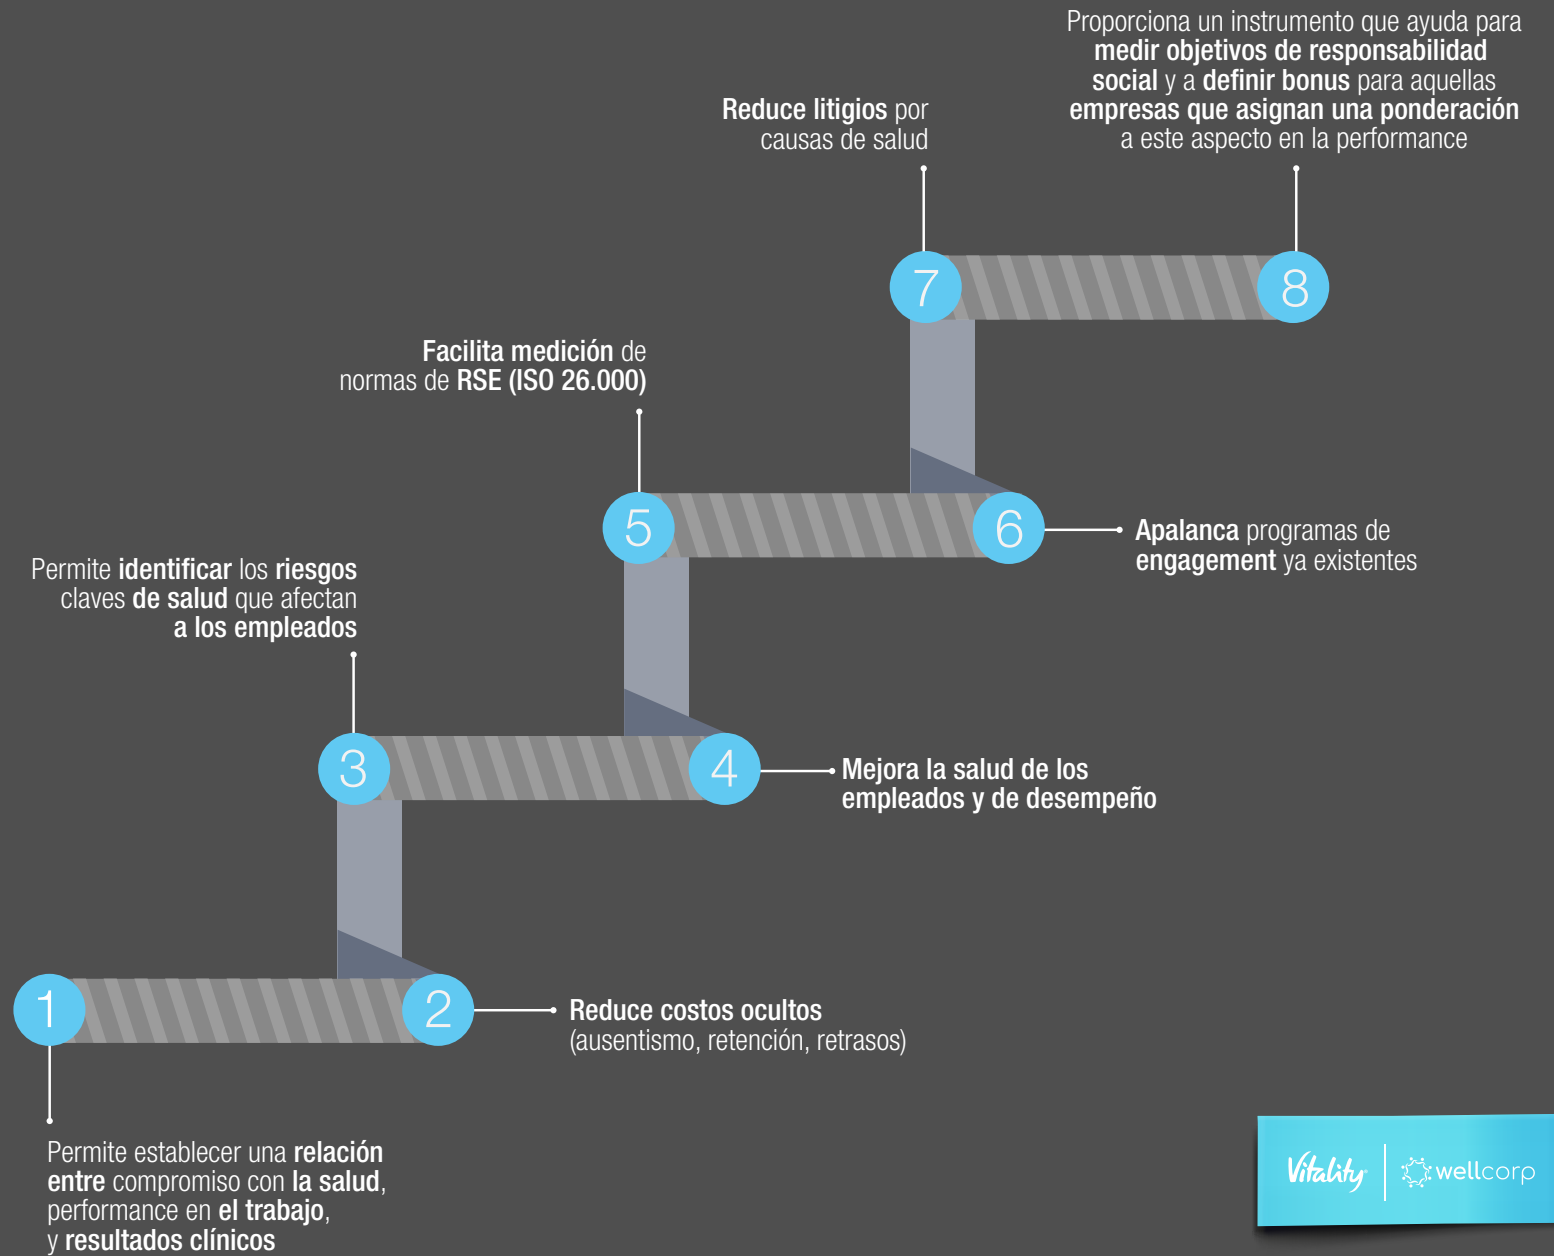 Proporciona un instrumento que ayuda para
medir objetivos de responsabilidad
social y a definir bonus para aquellas
empresas que asignan una ponderación
a este aspecto en la performance
Reduce litigios por
causas de salud
7
8
Facilita medición de
normas de RSE (ISO 26.000)
5
6
Apalanca programas de
engagement ya existentes
Permite identificar los riesgos
claves de salud que afectan
a los empleados
3
4
Mejora la salud de los
empleados y de desempeño
1
2
Reduce costos ocultos
(ausentismo, retención, retrasos)
Permite establecer una relación
entre compromiso con la salud,
performance en el trabajo,
y resultados clínicos
Vitality
wellcorp